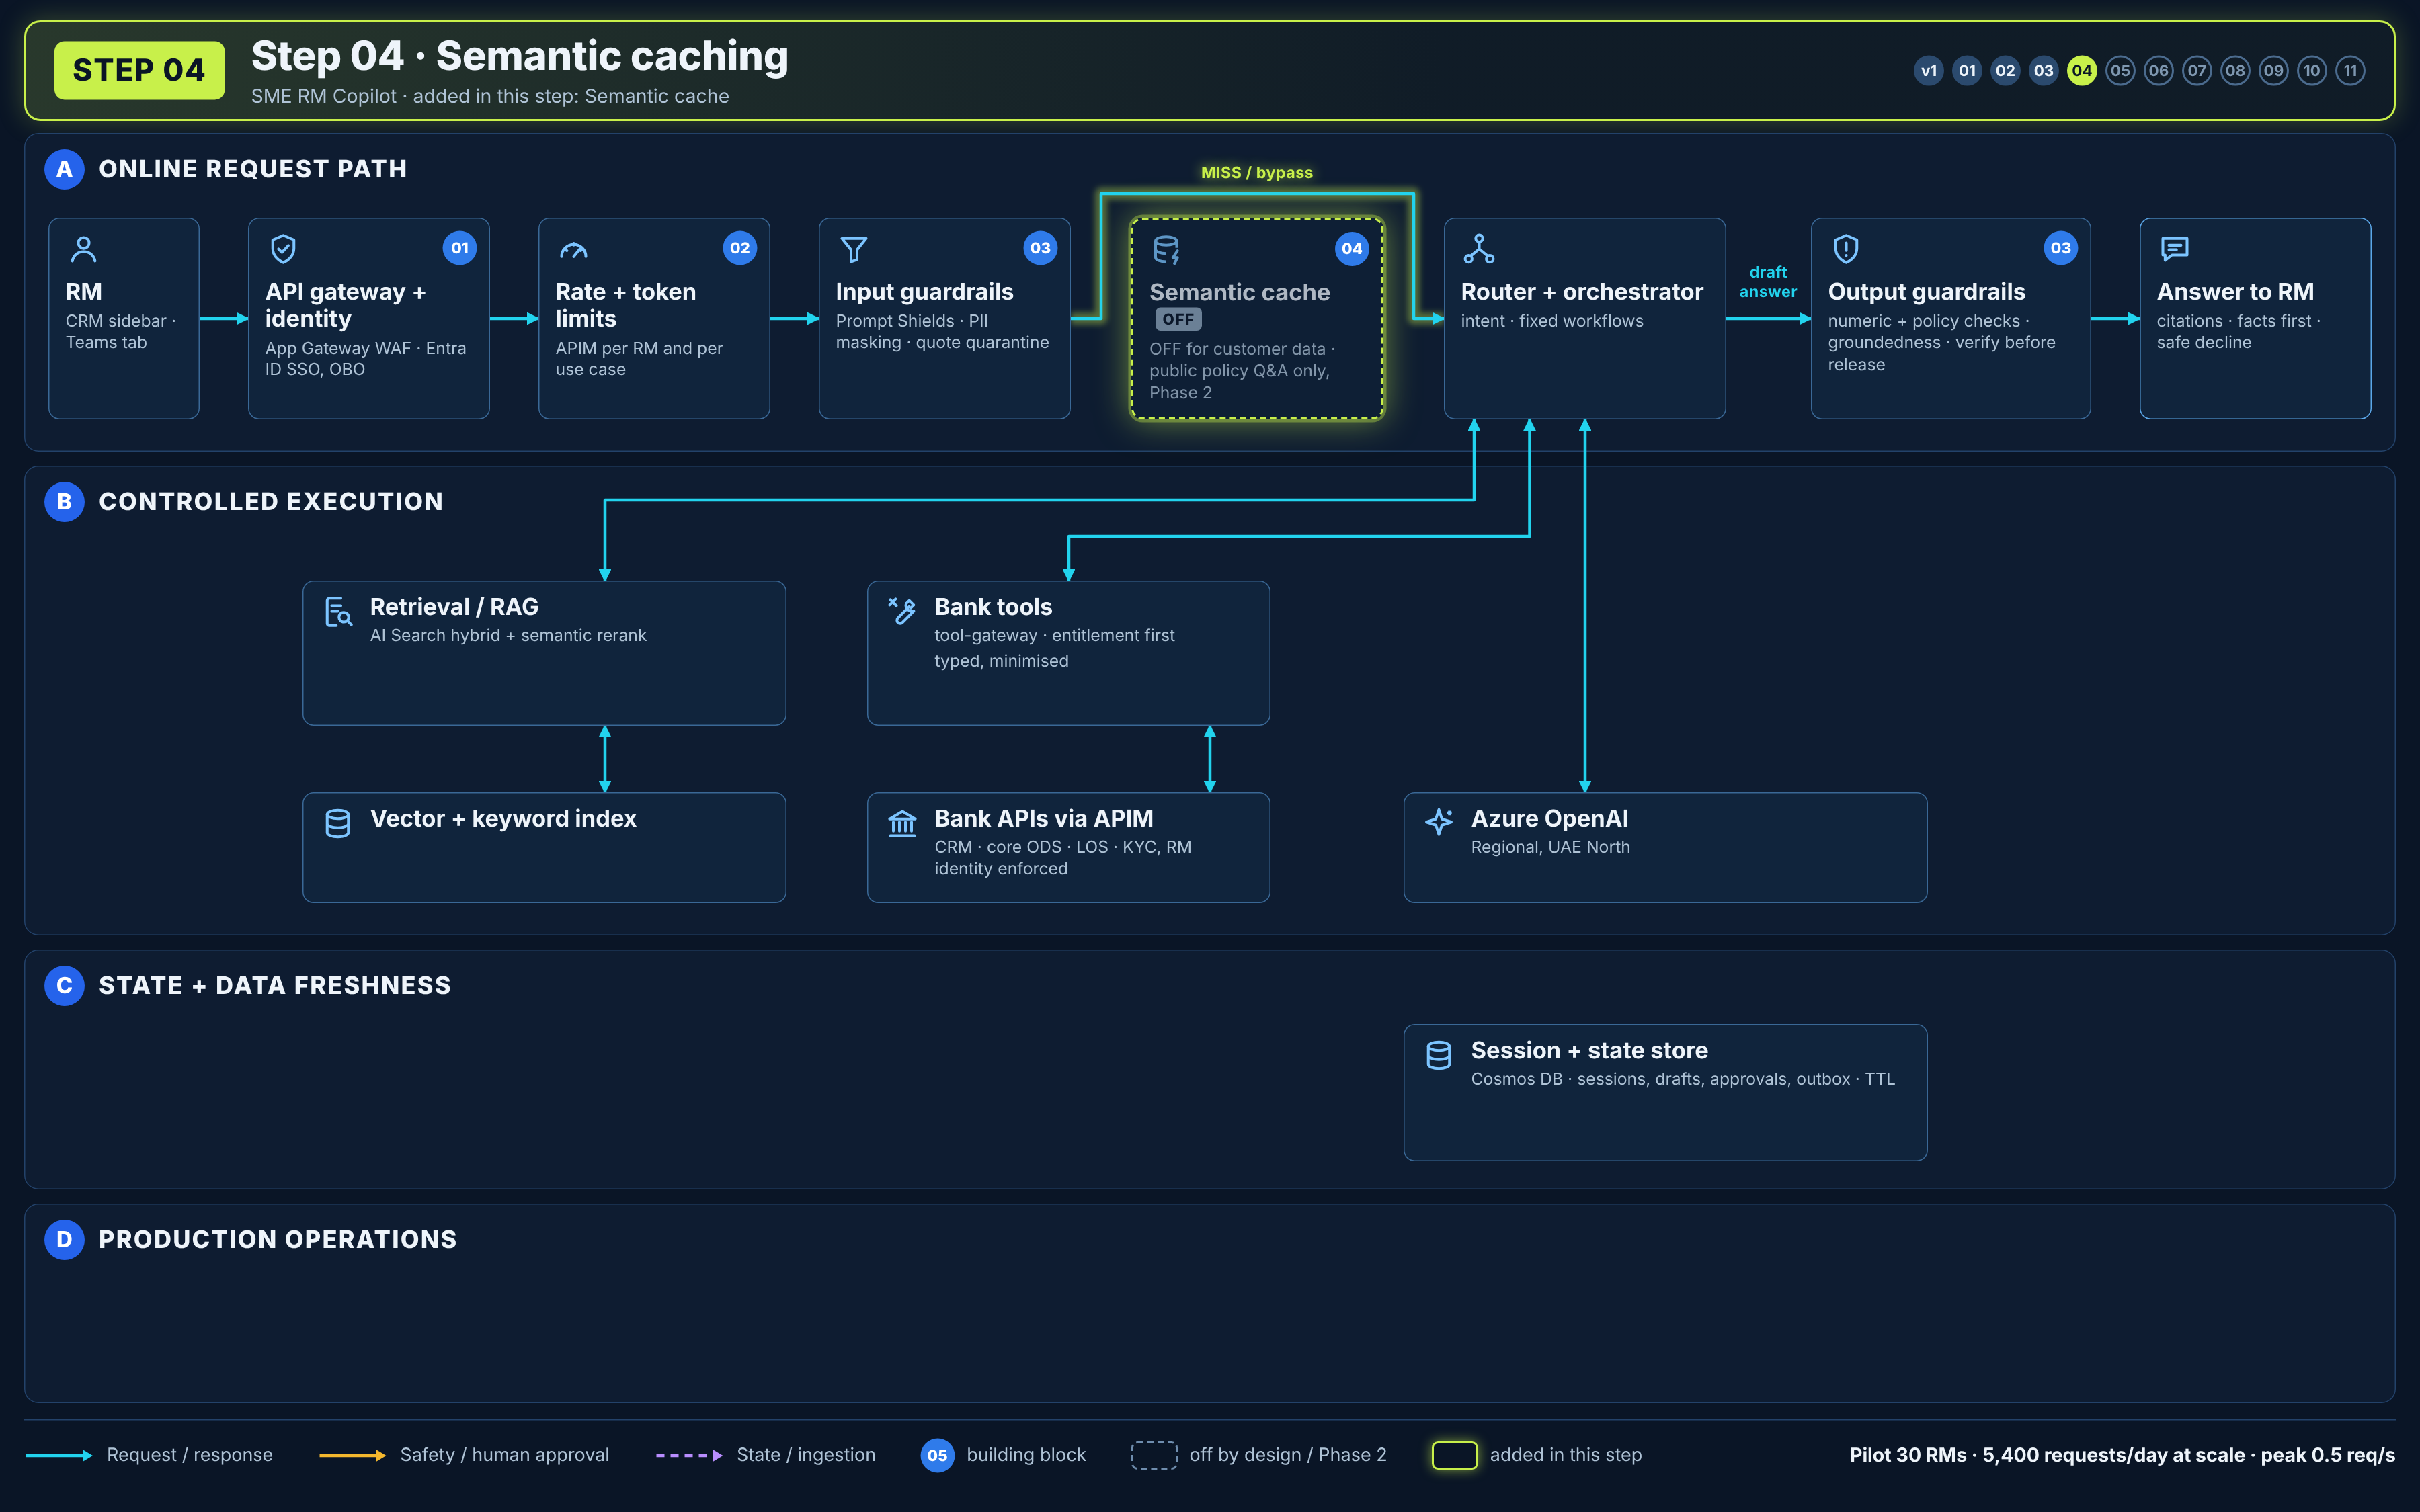 STEP 04
Step 04 · Semantic caching
SME RM Copilot · added in this step: Semantic cache
v1 01 02 03 04 05 06 07 08 09 10 11
A ONLINE REQUEST PATH
MISS / bypass
RM
CRM sidebar ·
Teams tab
01
API gateway +
identity
App Gateway WAF · Entra
ID SSO, OBO
02
Rate + token
limits
APIM per RM and per
use case
03
Input guardrails
Prompt Shields · PII
masking · quote quarantine
04
Semantic cache
OFF
OFF for customer data ·
public policy Q&A only,
Phase 2
Router + orchestrator
intent · fixed workflows
draft
answer
03
Output guardrails
numeric + policy checks ·
groundedness · verify before
release
Answer to RM
citations · facts first ·
safe decline
B CONTROLLED EXECUTION
Retrieval / RAG
AI Search hybrid + semantic rerank
Bank tools
tool-gateway · entitlement first
typed, minimised
Vector + keyword index
Bank APIs via APIM
CRM · core ODS · LOS · KYC, RM
identity enforced
Azure OpenAI
Regional, UAE North
C STATE + DATA FRESHNESS
Session + state store
Cosmos DB · sessions, drafts, approvals, outbox · TTL
D PRODUCTION OPERATIONS
Request / response
Safety / human approval
State / ingestion
05 building block
off by design / Phase 2
added in this step
Pilot 30 RMs · 5,400 requests/day at scale · peak 0.5 req/s